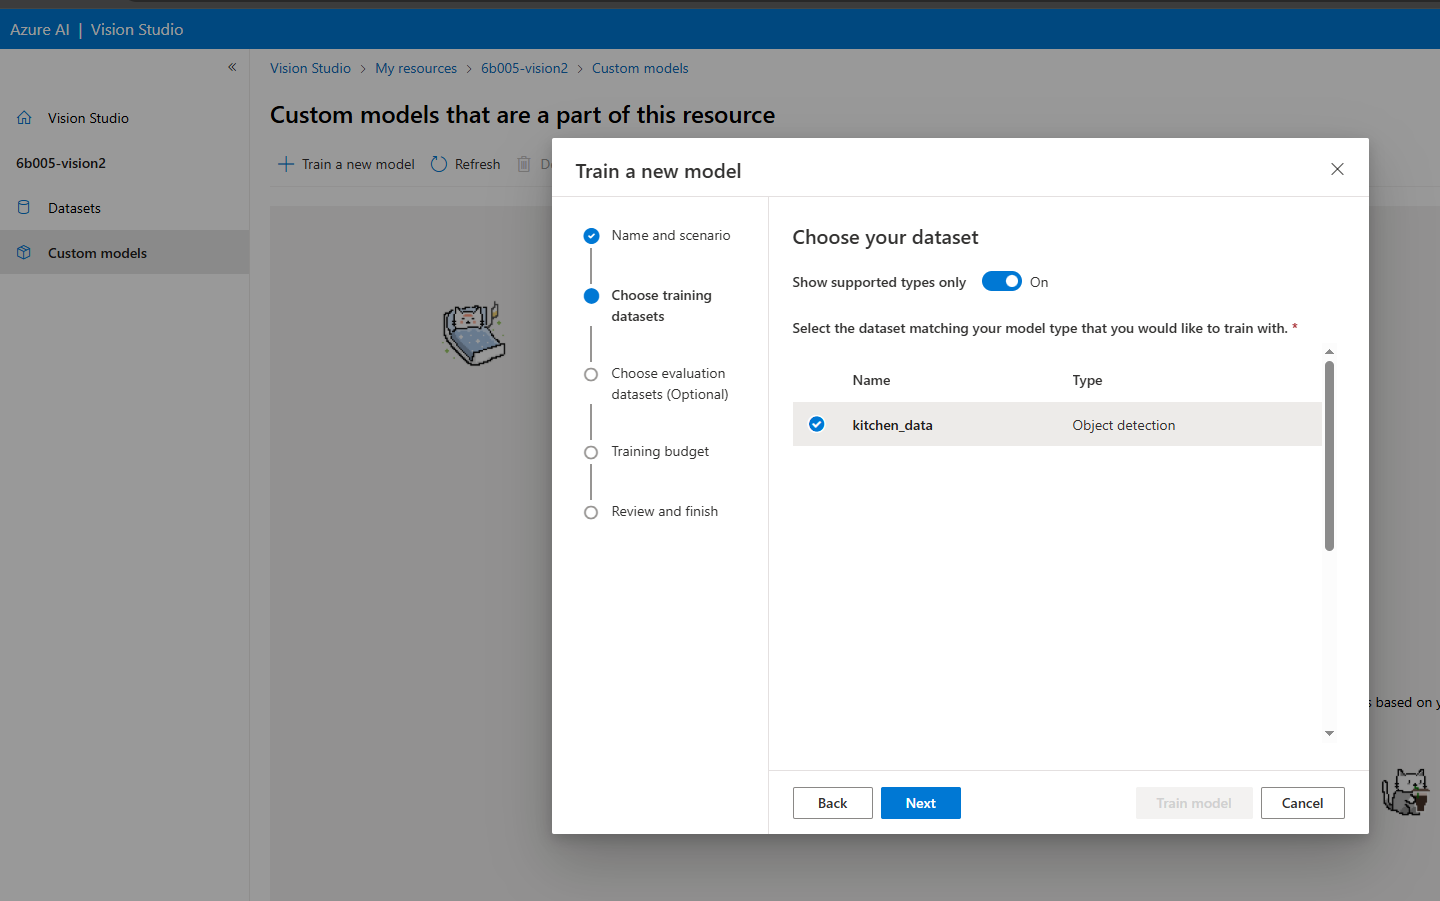 Azure AI | Vision Studio
Vision Studio > My resources > 6b005-vision2 > Custom models
Vision Studio
6b005-vision2
Datasets
Custom models
Custom models that are a part of this resource
Train a new model
Refresh
Train a new model
Name and scenario
Choose training
datasets
Choose evaluation
datasets (Optional)
Training budget
Review and finish
Choose your dataset
Show supported types only On
Select the dataset matching your model type that you would like to train with. *
Name Type
kitchen_data Object detection
based on
Back
Next
Train model
Cancel